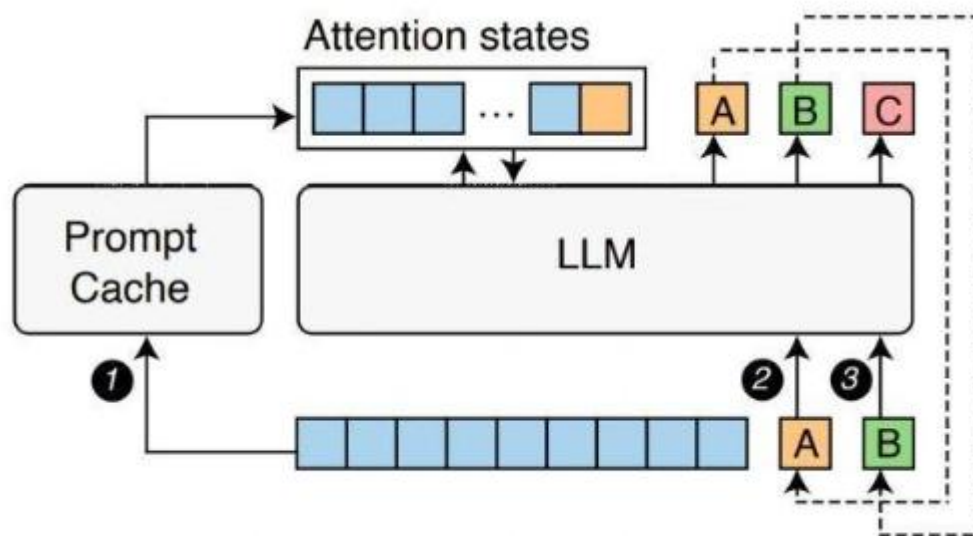 Attention states
...
A B C
Prompt
Cache
LLM
1 2 3
A B